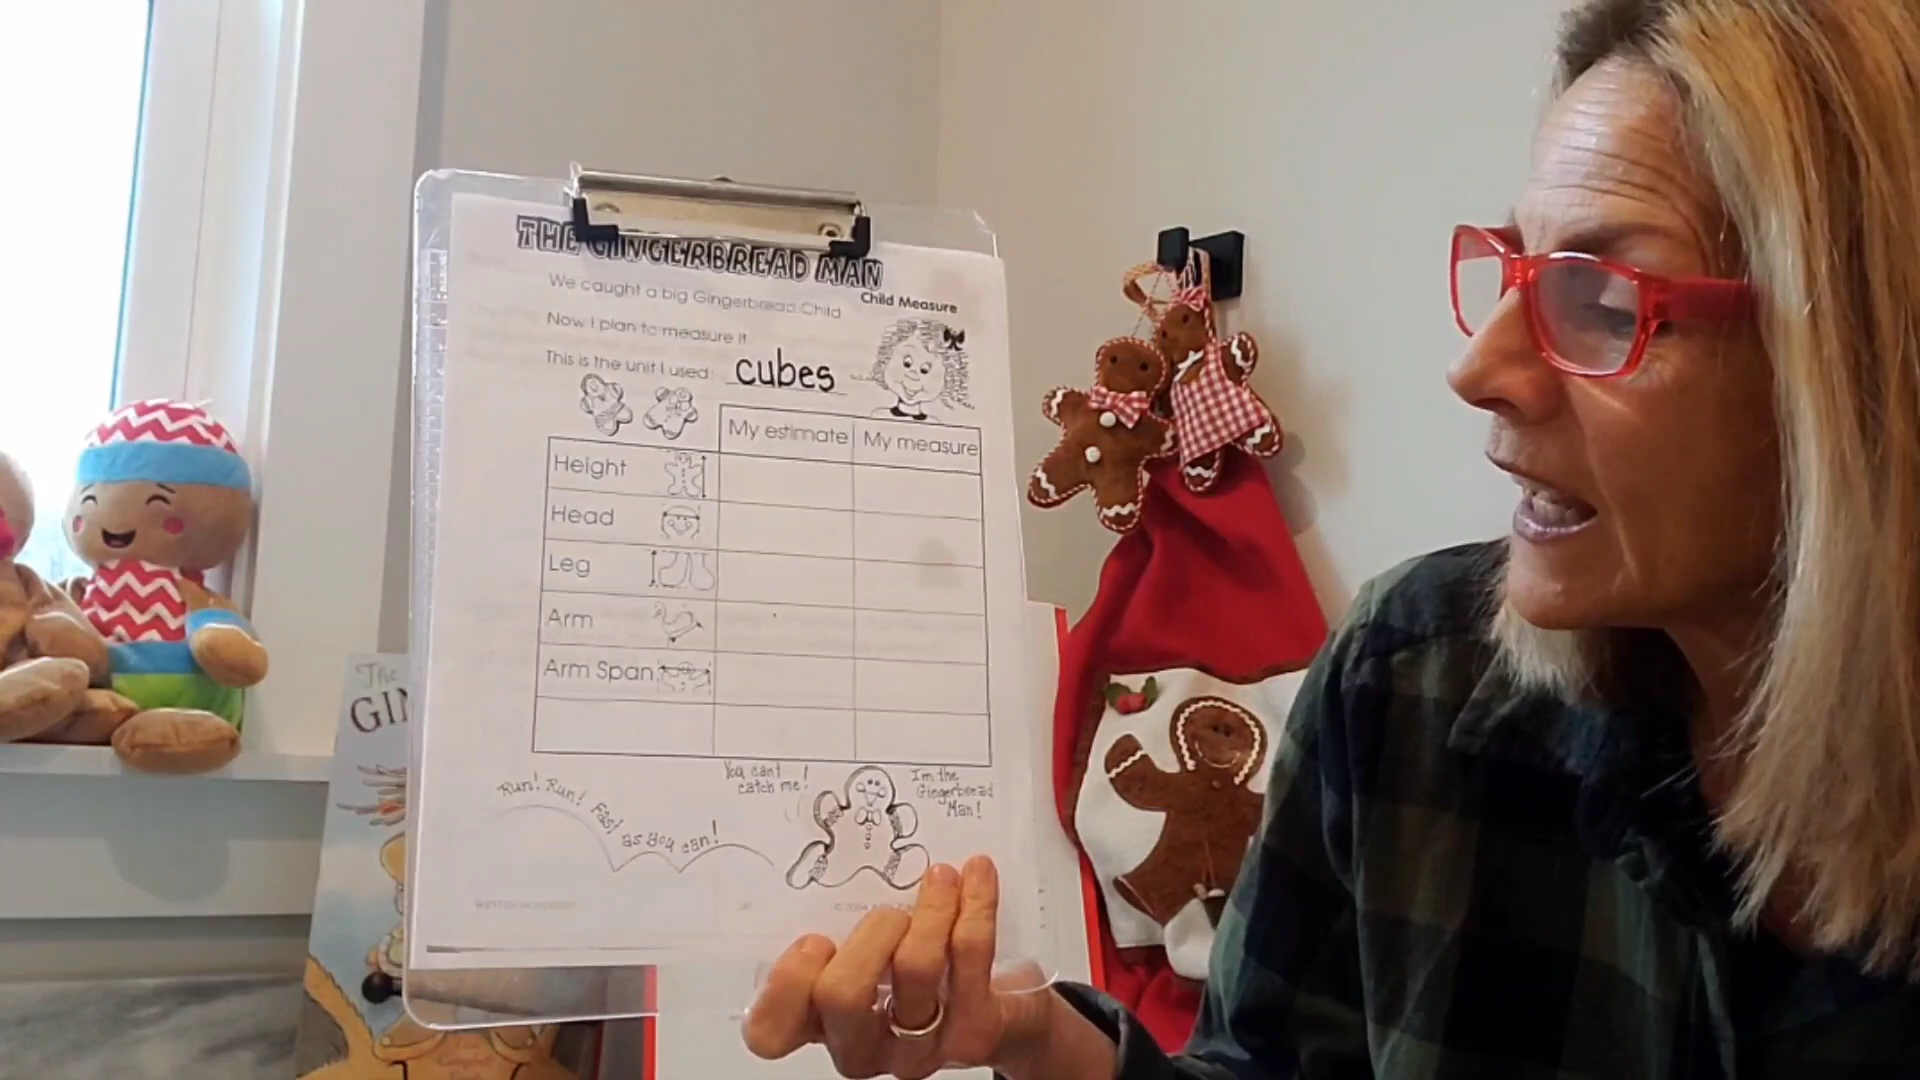 THE GINGERBREAD MAN
We caught a big Gingerbread Child
Child Measure
Now I plan to measure it
This is the unit I used: cubes
My estimate My measure
Height
Head
Leg
Arm
Arm Span
Run! Run! Fast as you can!
You can't
catch me!
I'm the
Gingerbread
Man!
The
GIN